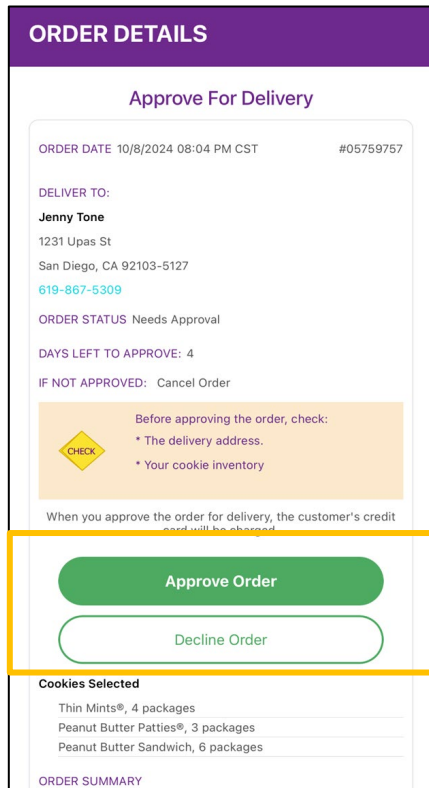 ORDER DETAILS
Approve For Delivery
ORDER DATE 10/8/2024 08:04 PM CST #05759757
DELIVER TO:
Jenny Tone
1231 Upas St
San Diego, CA 92103-5127
619-867-5309
ORDER STATUS Needs Approval
DAYS LEFT TO APPROVE: 4
IF NOT APPROVED: Cancel Order
CHECK
Before approving the order, check:
* The delivery address.
* Your cookie inventory
When you approve the order for delivery, the customer's credit
card will be charged
Approve Order
Decline Order
Cookies Selected
Thin Mints®, 4 packages
Peanut Butter Patties®, 3 packages
Peanut Butter Sandwich, 6 packages
ORDER SUMMARY